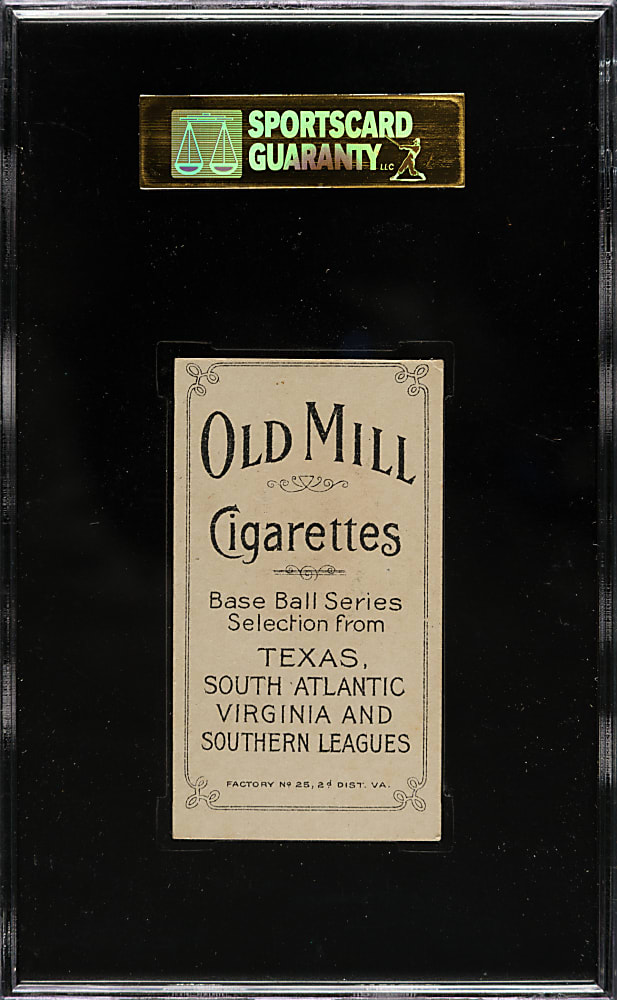 SPORTSCARD
GUARANTY LLC
OLD MILL
Cigarettes
Base Ball Series
Selection from
TEXAS,
SOUTH ATLANTIC
VIRGINIA AND
SOUTHERN LEAGUES
FACTORY Nº 25, 2d DIST. VA.